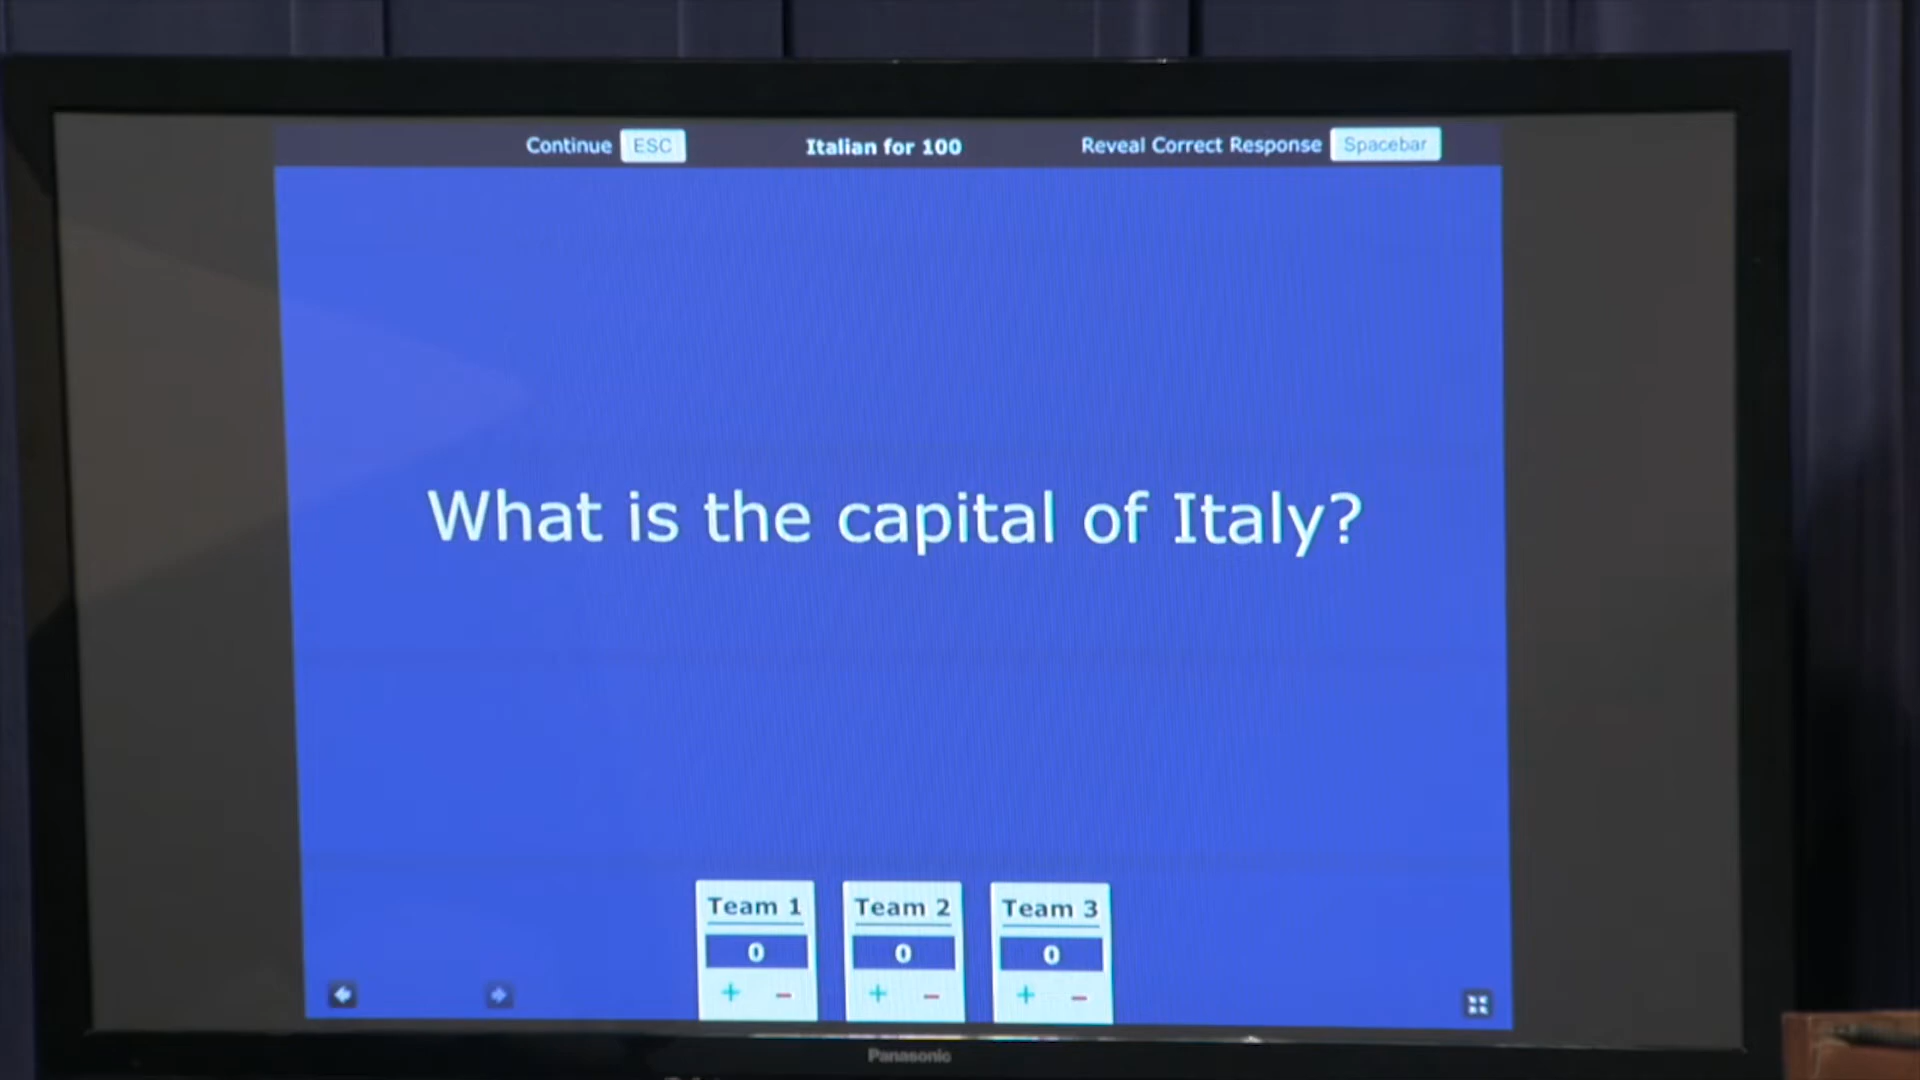 Continue ESC Italian for 100 Reveal Correct Response Spacebar
What is the capital of Italy?
Team 1 Team 2 Team 3
0 0 0
+ − + − + −
Panasonic